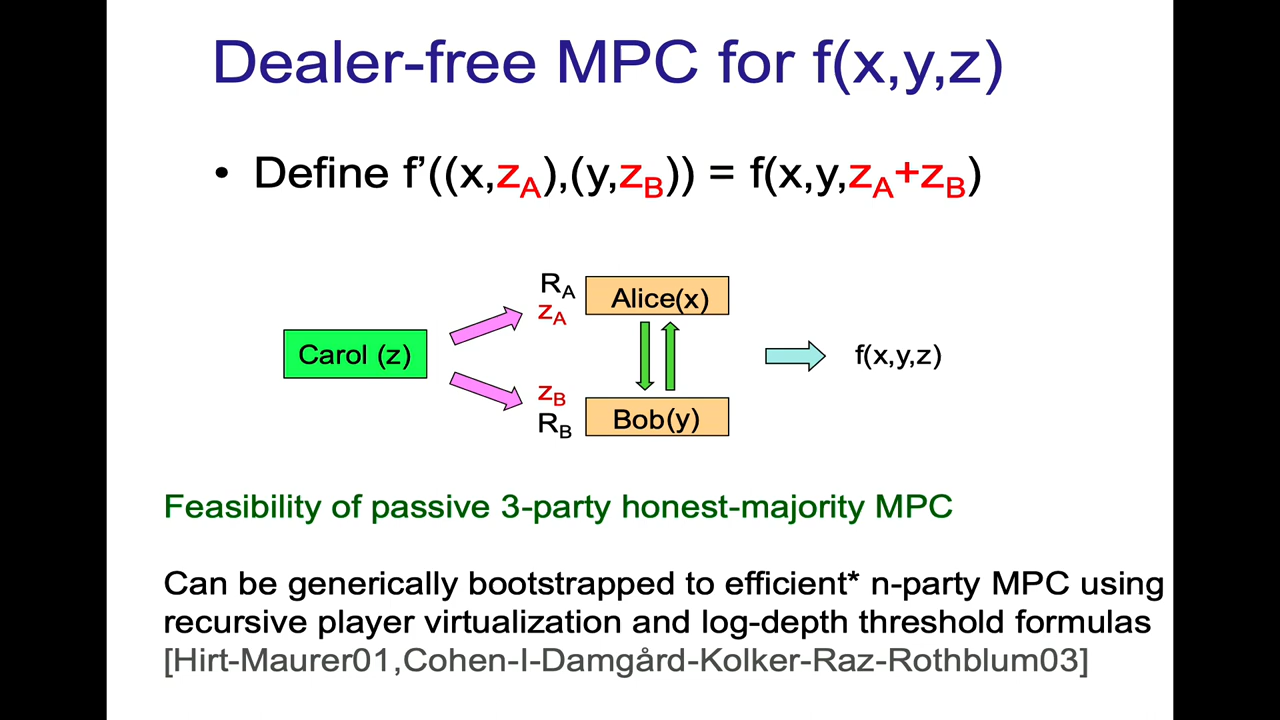 Dealer-free MPC for f(x,y,z)
• Define f'((x,zA),(y,zB)) = f(x,y,zA+zB)
RA
zA
Alice(x)
Carol (z)
f(x,y,z)
zB
RB
Bob(y)
Feasibility of passive 3-party honest-majority MPC
Can be generically bootstrapped to efficient* n-party MPC using
recursive player virtualization and log-depth threshold formulas
[Hirt-Maurer01,Cohen-I-Damgård-Kolker-Raz-Rothblum03]